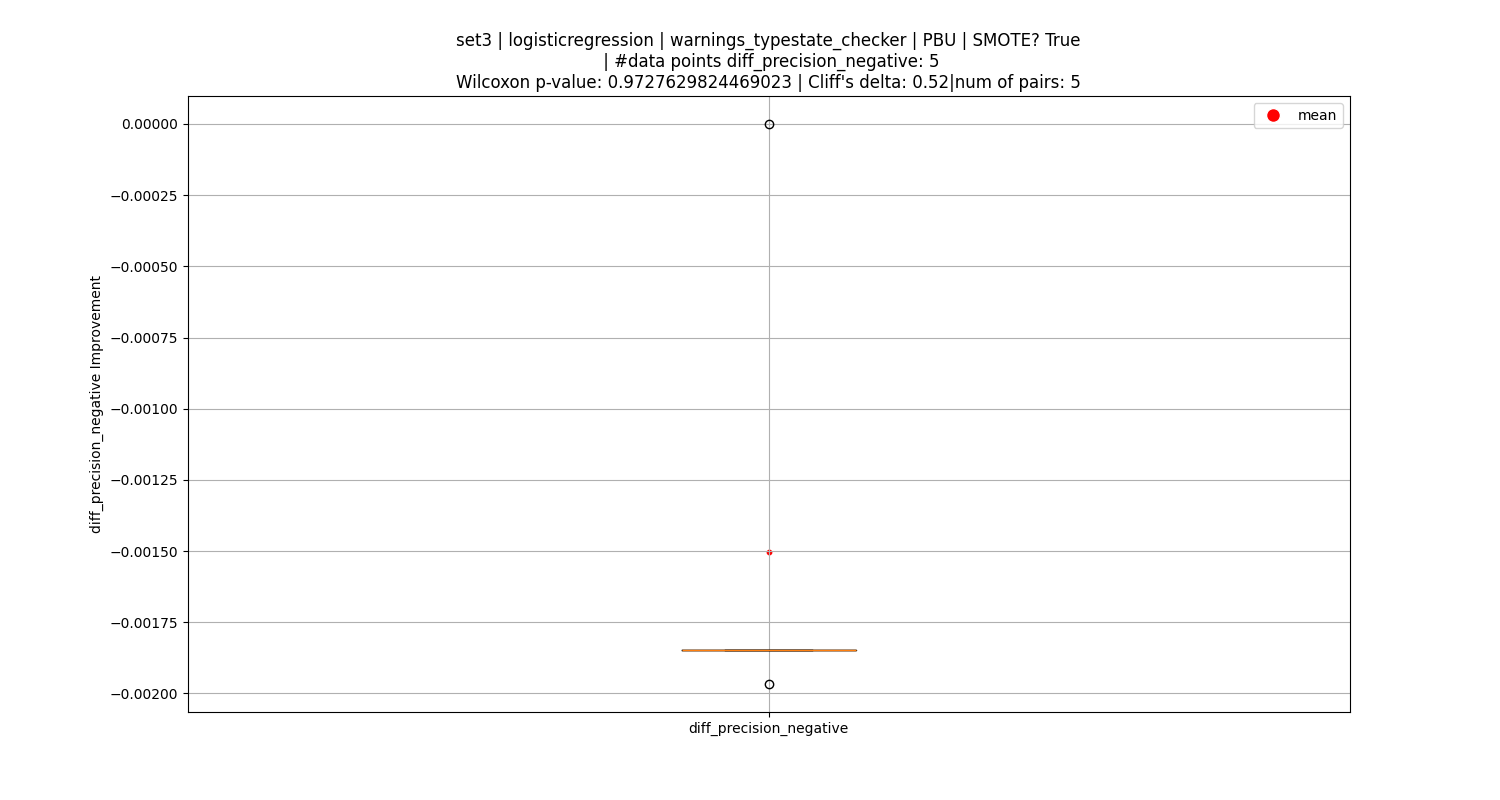 set3 | logisticregression | warnings_typestate_checker | PBU | SMOTE? True
| #data points diff_precision_negative: 5
Wilcoxon p-value: 0.9727629824469023 | Cliff's delta: 0.52|num of pairs: 5
mean
0.00000
−0.00025
−0.00050
−0.00075
−0.00100
−0.00125
−0.00150
−0.00175
−0.00200
diff_precision_negative Improvement
diff_precision_negative